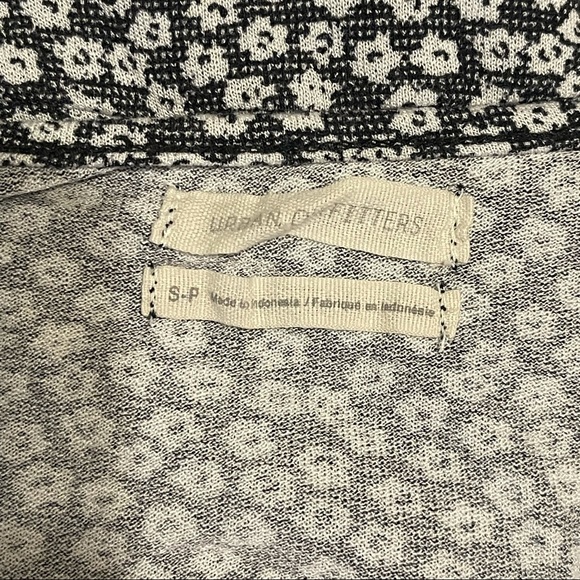 URBAN OUTFITTERS
S-P Made in Indonesia / Fabriqué en Indonésie